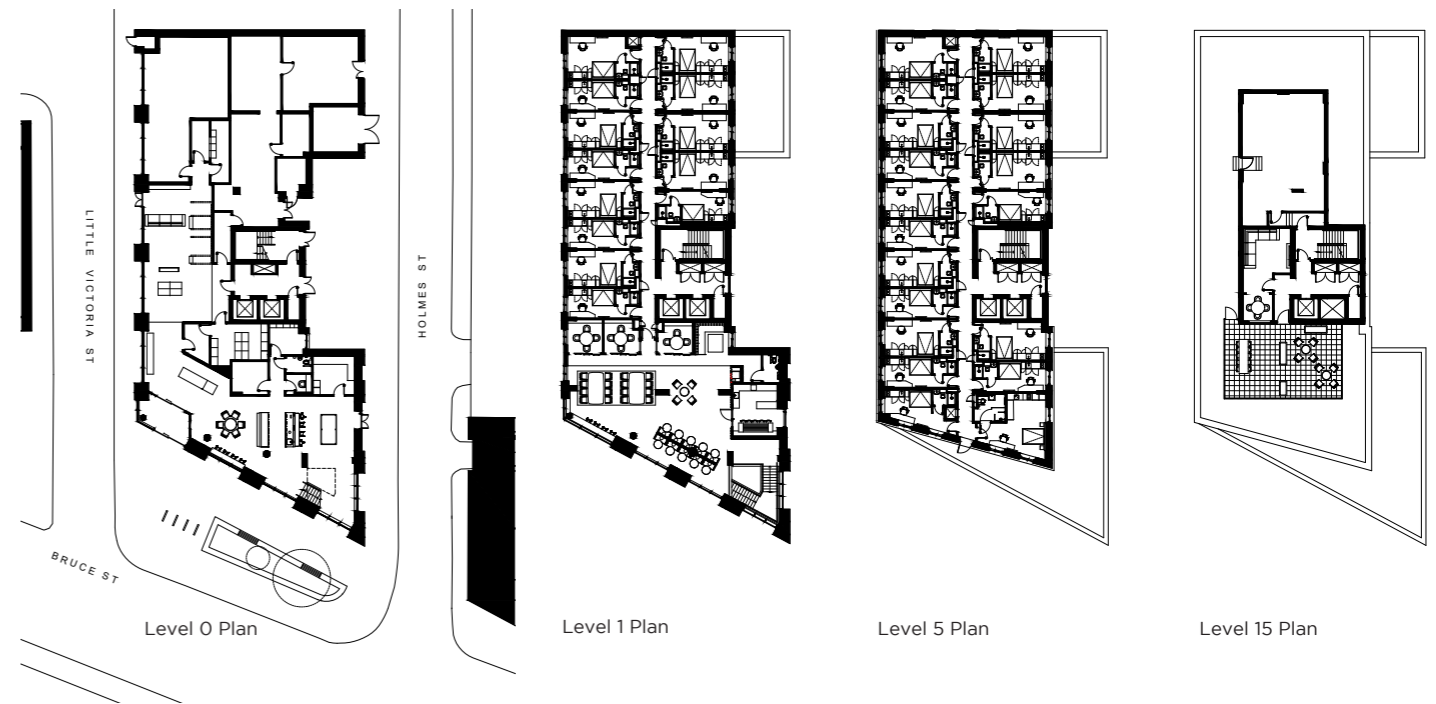 LITTLE VICTORIA ST
HOLMES ST
BRUCE ST
Level 0 Plan
Level 1 Plan
Level 5 Plan
Level 15 Plan